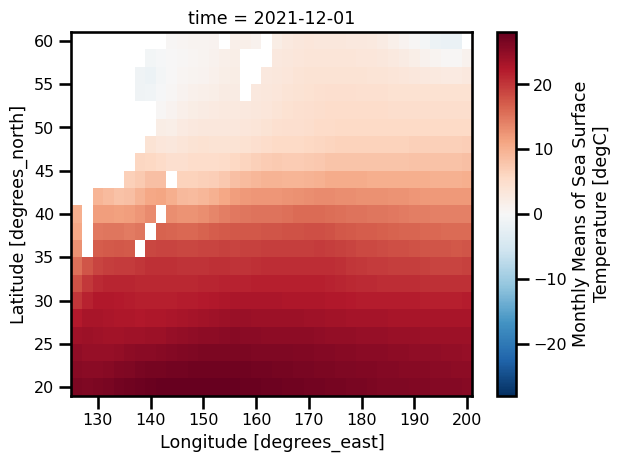 time = 2021-12-01
60
55
50
45
40
35
30
25
20
Latitude [degrees_north]
130 140 150 160 170 180 190 200
Longitude [degrees_east]
20
10
0
−10
−20
Monthly Means of Sea Surface
Temperature [degC]